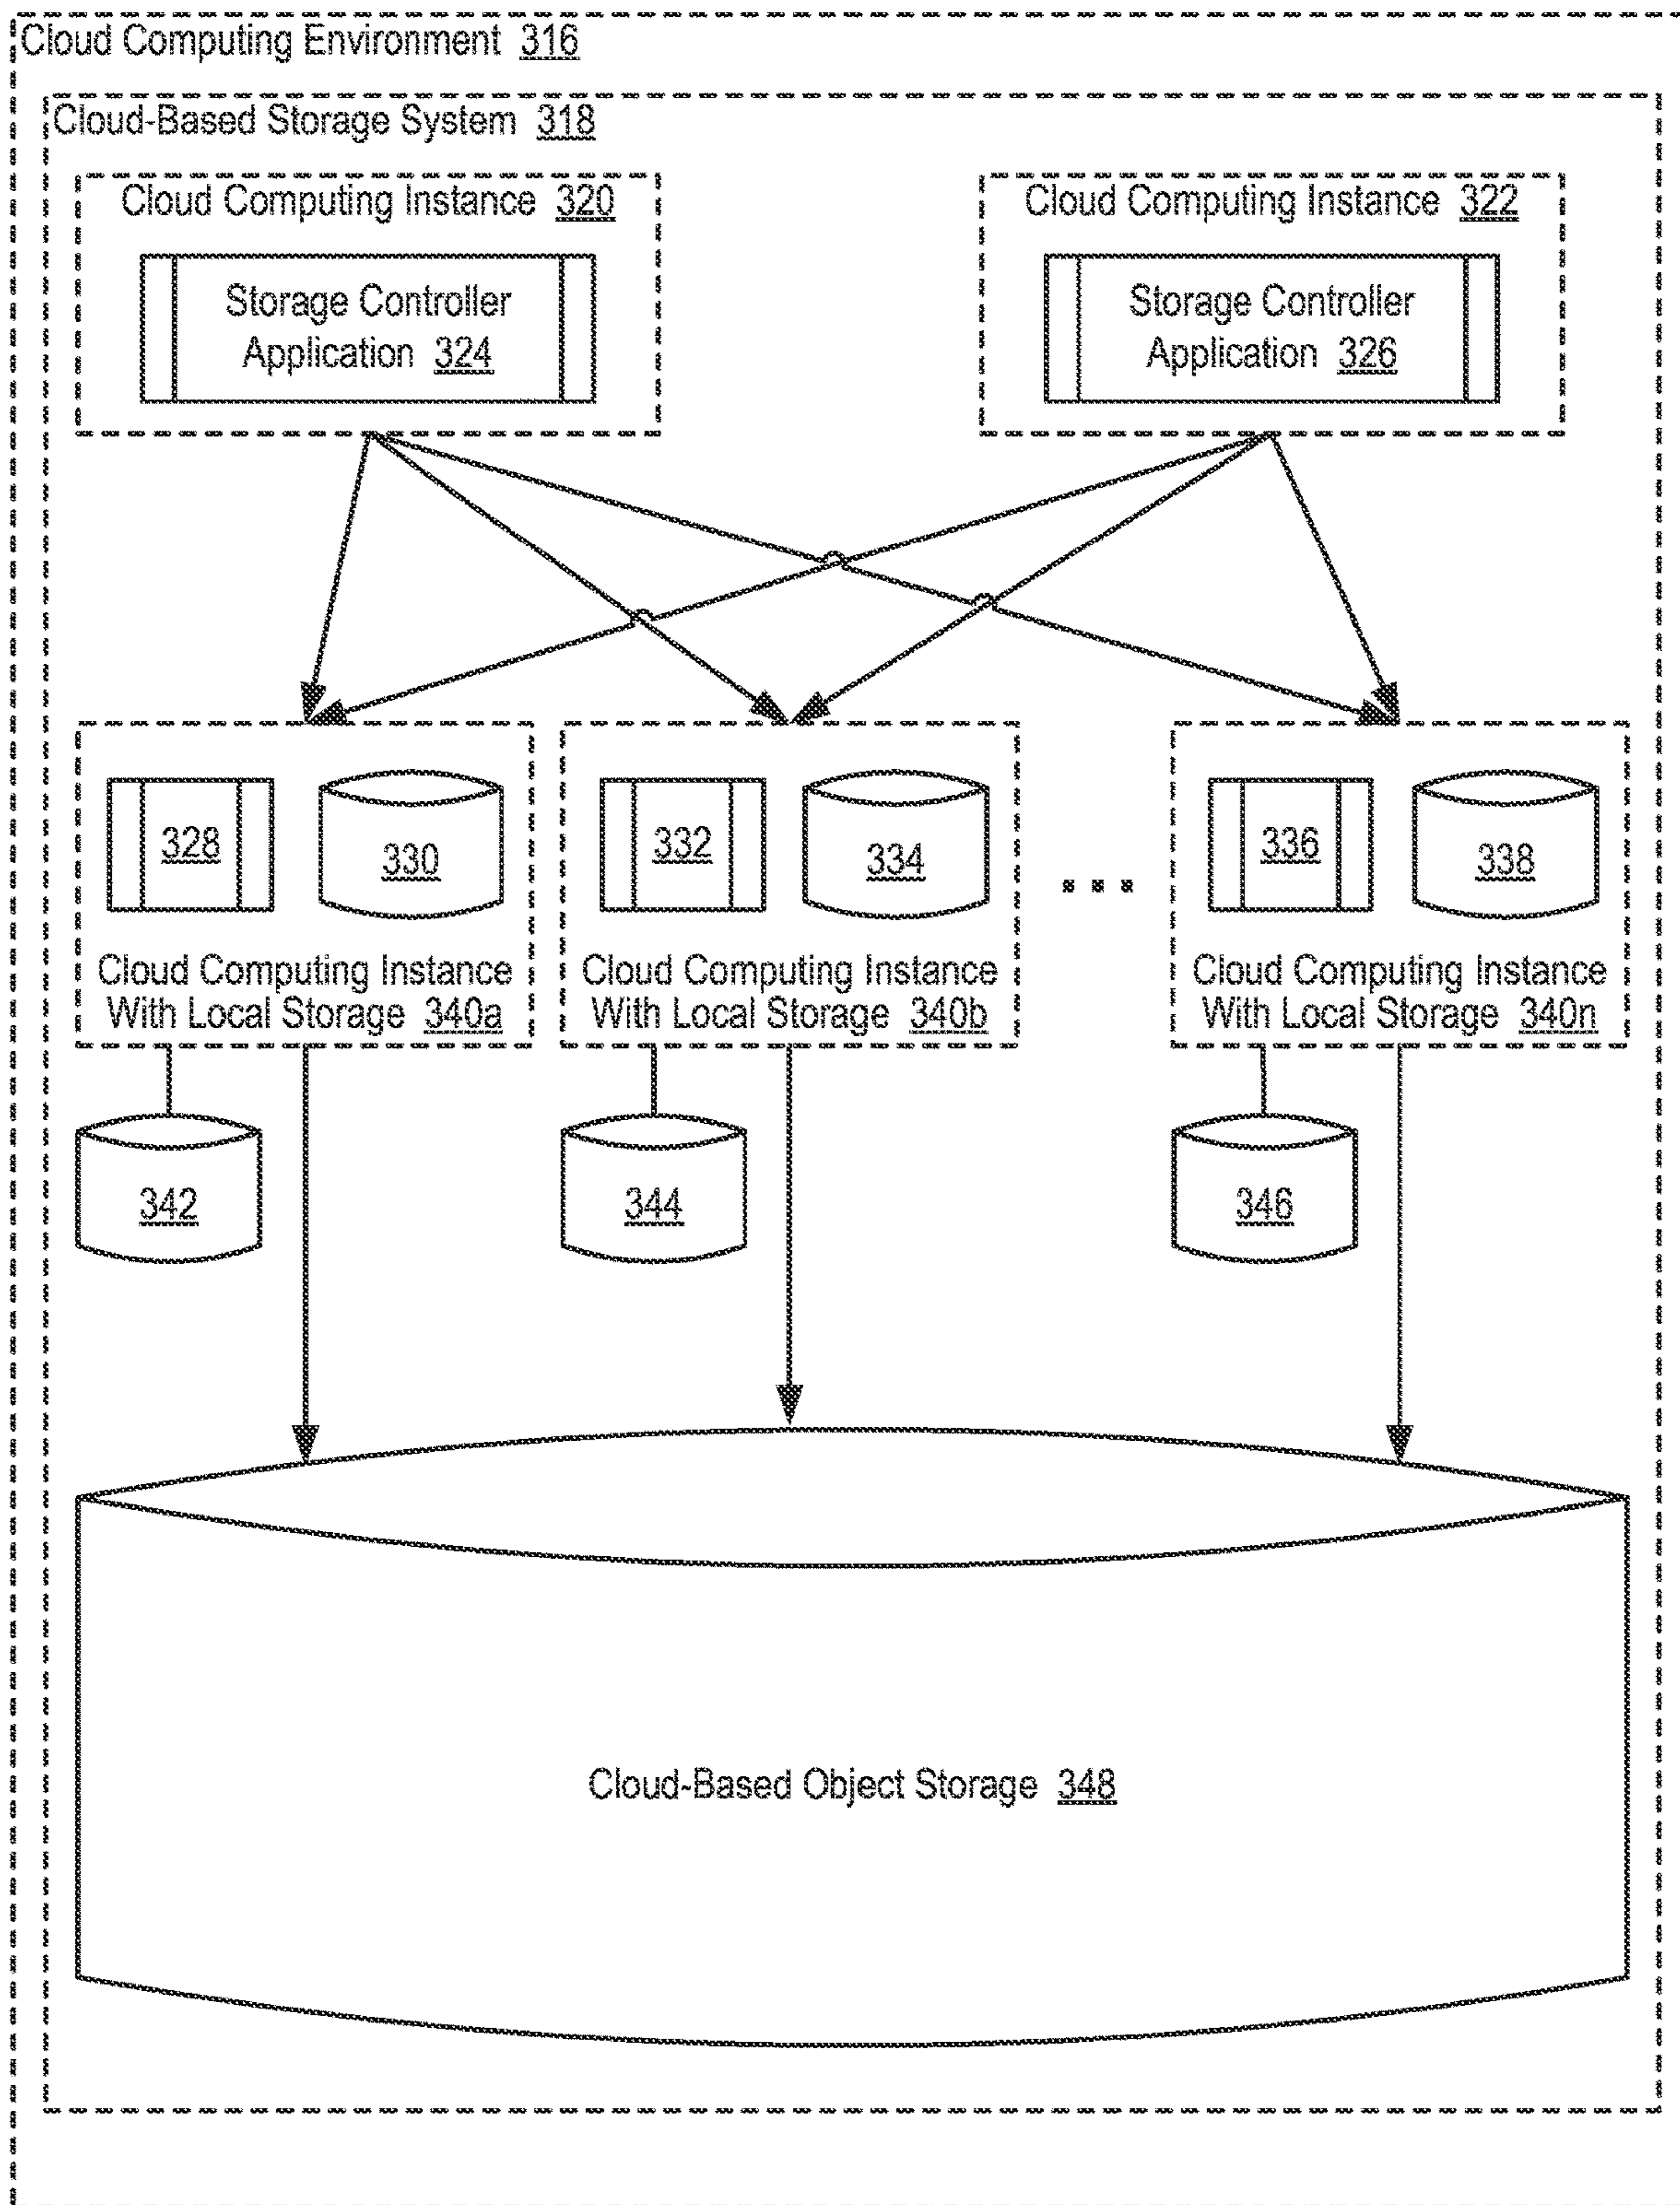 Cloud Computing Environment 316
Cloud-Based Storage System 318
Cloud Computing Instance 320
Storage Controller
Application 324
Cloud Computing Instance 322
Storage Controller
Application 326
328
330
Cloud Computing Instance
With Local Storage 340a
332
334
Cloud Computing Instance
With Local Storage 340b
...
336
338
Cloud Computing Instance
With Local Storage 340n
342
344
346
Cloud-Based Object Storage 348